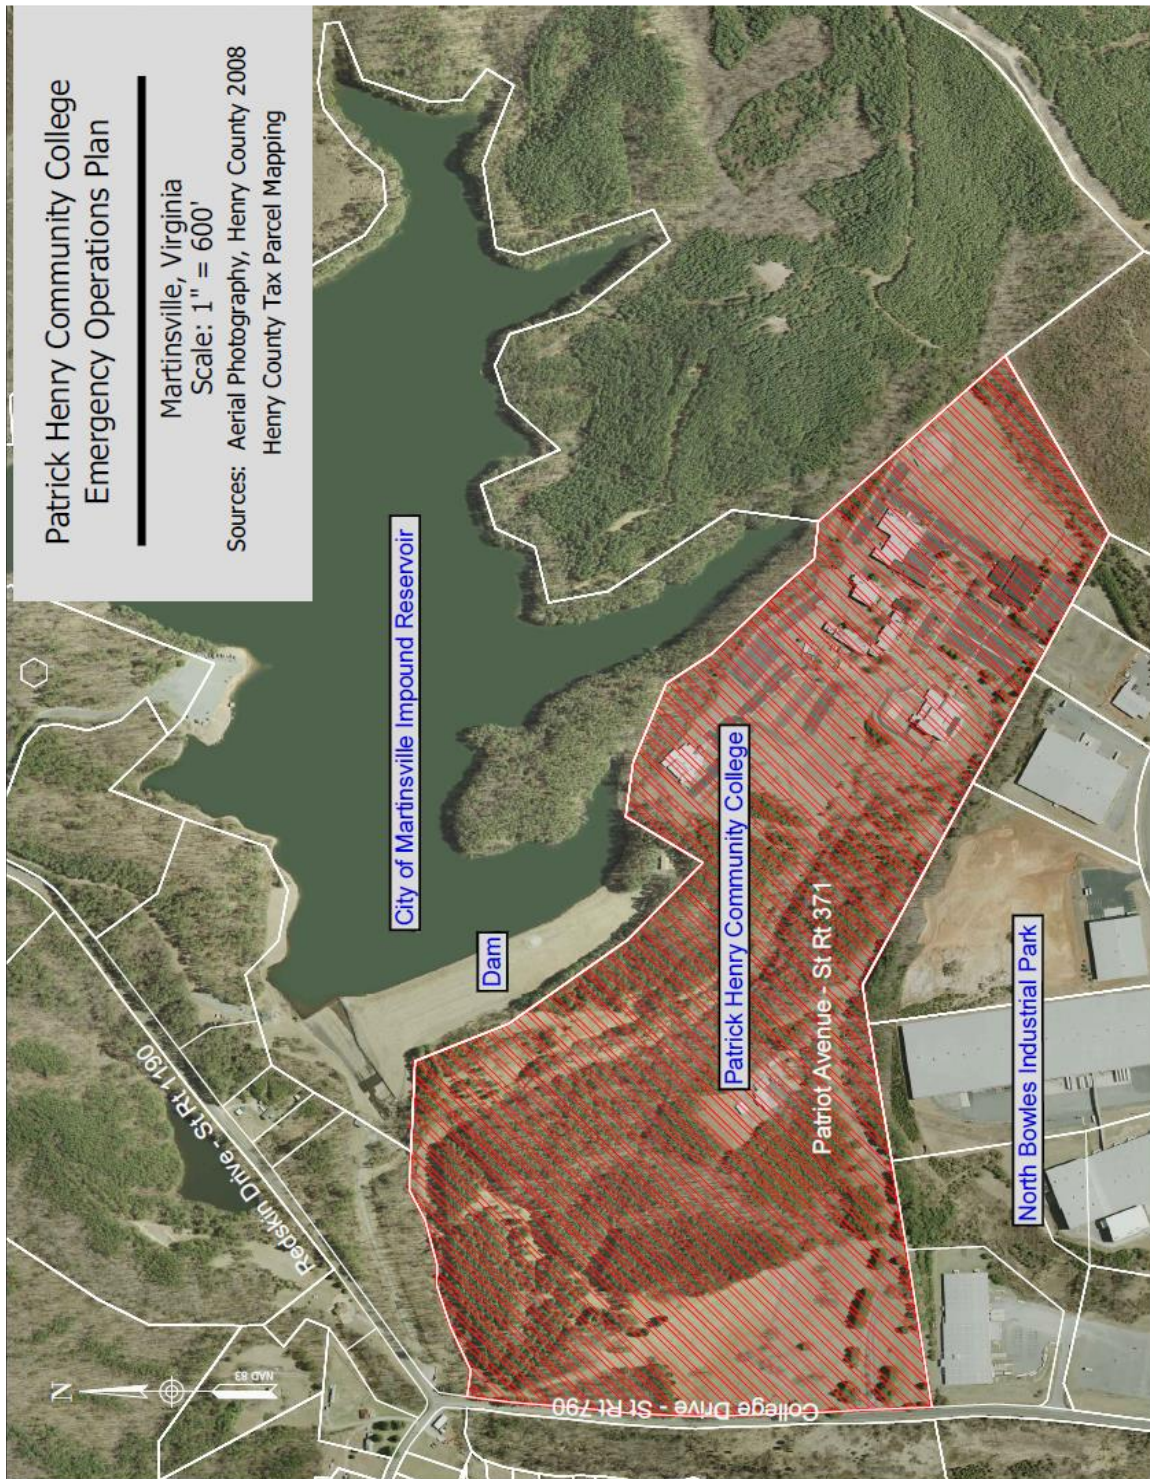 Patrick Henry Community College
Emergency Operations Plan
Martinsville, Virginia
Scale: 1" = 600'
Sources: Aerial Photography, Henry County 2008
Henry County Tax Parcel Mapping
City of Martinsville Impound Reservoir
Dam
Redskin Drive - St Rt 1190
Patrick Henry Community College
Patriot Avenue - St Rt 371
North Bowles Industrial Park
College Drive - St Rt 790
N
NAD 83